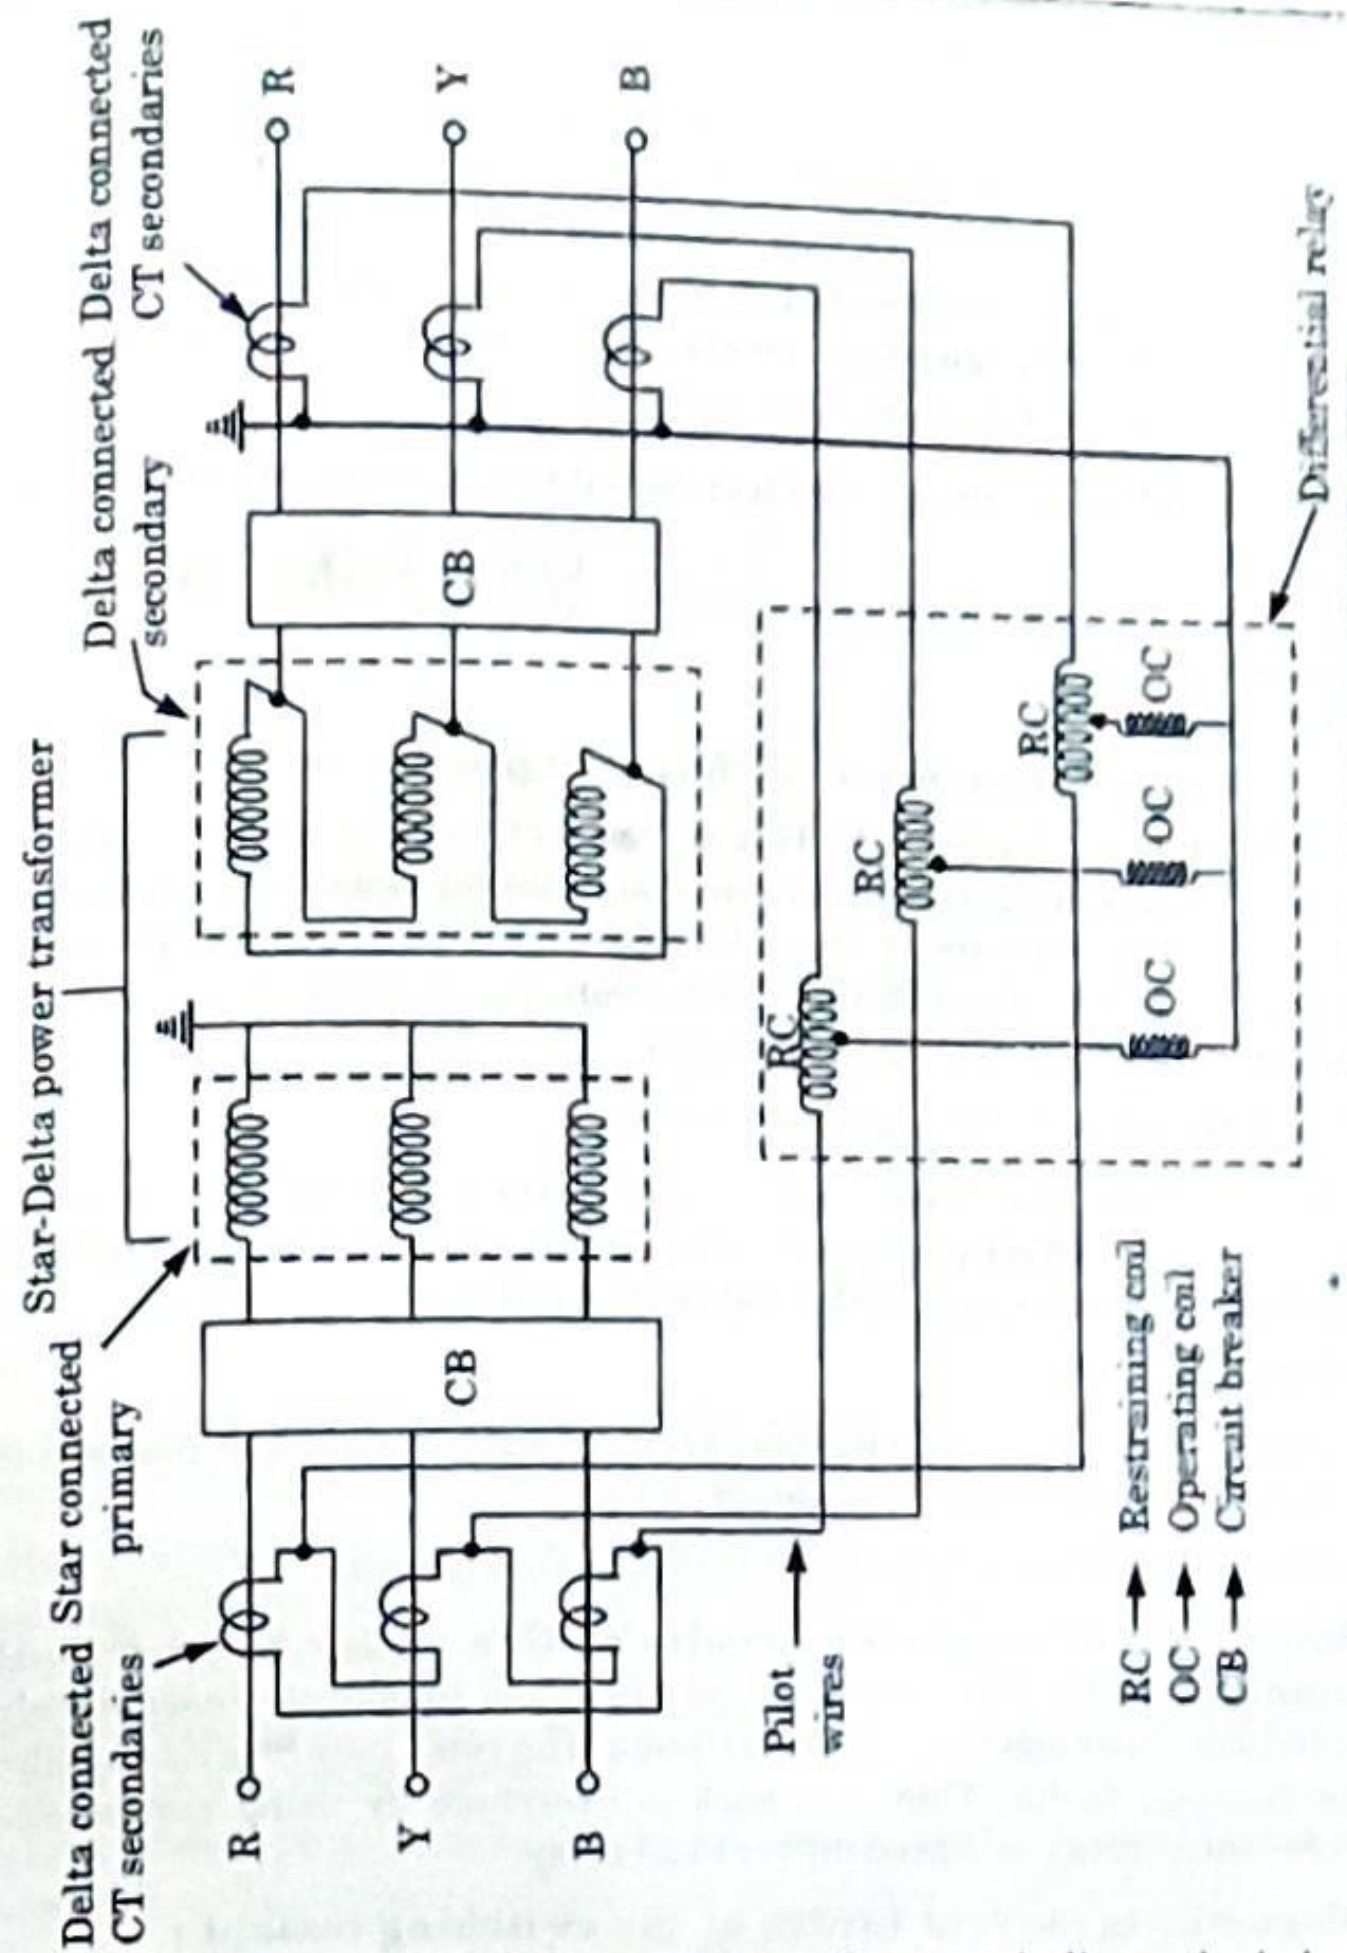 Star-Delta power transformer
Delta connected
CT secondaries
Star connected
primary
Delta connected
secondary
Delta connected
CT secondaries
R
Y
B
CB
CB
R
Y
B
Pilot
wires
RC
RC
RC
OC
OC
OC
Differential relay
RC → Restraining coil
OC → Operating coil
CB → Circuit breaker